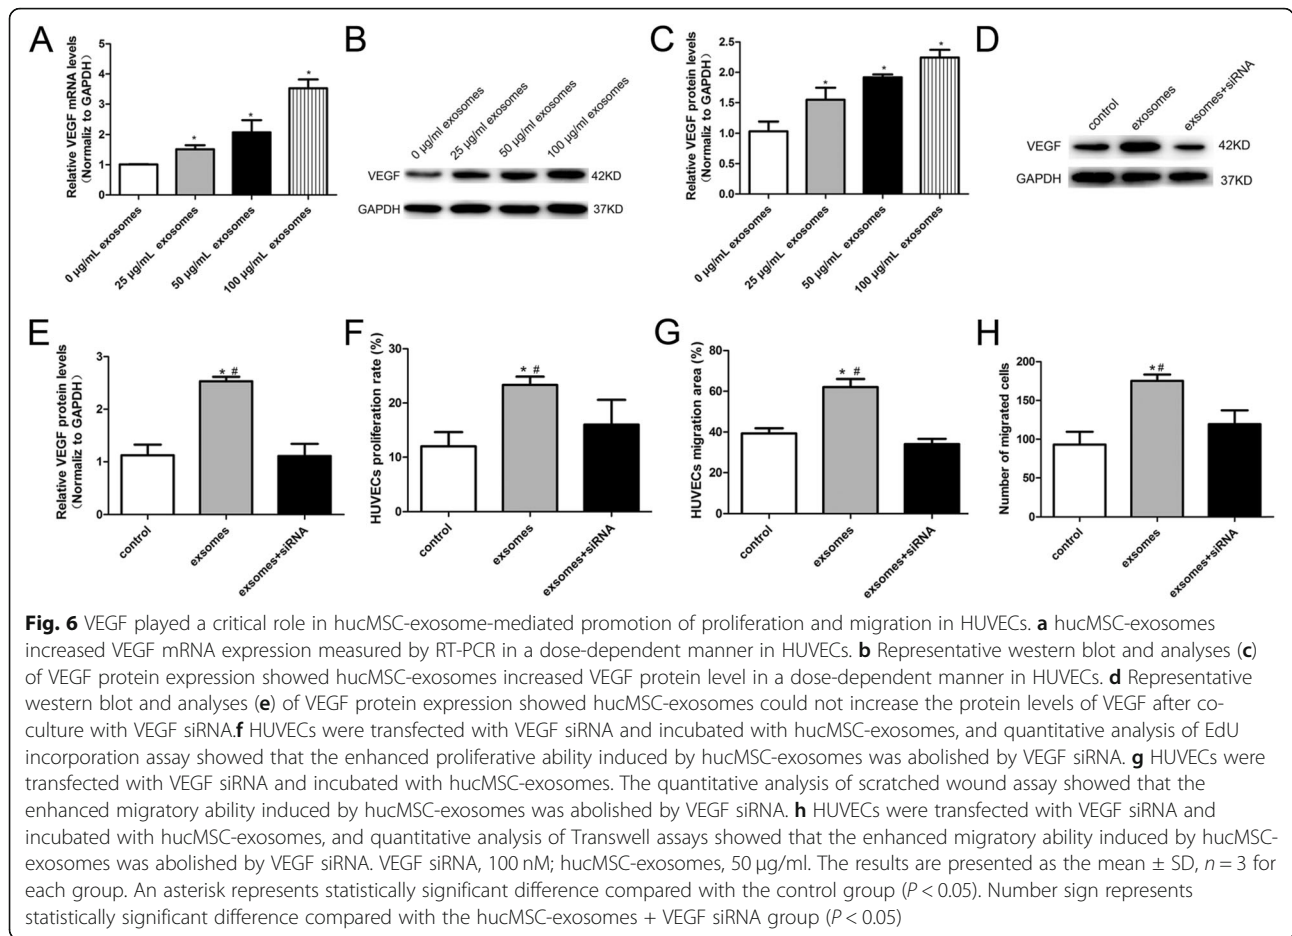 A
Relative VEGF mRNA levels
(Normaliz to GAPDH)
5
4
3
2
1
0
*
*
*
0 µg/mL exosomes
25 µg/mL exosomes
50 µg/mL exosomes
100 µg/mL exosomes
B
0 µg/ml exosomes
25 µg/ml exosomes
50 µg/ml exosomes
100 µg/ml exosomes
VEGF
42KD
GAPDH
37KD
C
Relative VEGF protein levels
(Normaliz to GAPDH)
2.5
2.0
1.5
1.0
0.5
0.0
*
*
*
0 µg/mL exosomes
25 µg/mL exosomes
50 µg/mL exosomes
100 µg/mL exosomes
D
control
exosomes
exsomes+siRNA
VEGF
42KD
GAPDH
37KD
E
Relative VEGF protein levels
(Normaliz to GAPDH)
3
2
1
0
* #
control
exsomes
exsomes+siRNA
F
HUVECs proliferation rate (%)
30
20
10
0
* #
control
exsomes
exsomes+siRNA
G
HUVECs migration area (%)
80
60
40
20
0
* #
control
exsomes
exsomes+siRNA
H
Number of migrated cells
200
150
100
50
0
*#
control
exsomes
exsomes+siRNA
Fig. 6 VEGF played a critical role in hucMSC-exosome-mediated promotion of proliferation and migration in HUVECs. a hucMSC-exosomes
increased VEGF mRNA expression measured by RT-PCR in a dose-dependent manner in HUVECs. b Representative western blot and analyses (c)
of VEGF protein expression showed hucMSC-exosomes increased VEGF protein level in a dose-dependent manner in HUVECs. d Representative
western blot and analyses (e) of VEGF protein expression showed hucMSC-exosomes could not increase the protein levels of VEGF after co-
culture with VEGF siRNA.f HUVECs were transfected with VEGF siRNA and incubated with hucMSC-exosomes, and quantitative analysis of EdU
incorporation assay showed that the enhanced proliferative ability induced by hucMSC-exosomes was abolished by VEGF siRNA. g HUVECs were
transfected with VEGF siRNA and incubated with hucMSC-exosomes. The quantitative analysis of scratched wound assay showed that the
enhanced migratory ability induced by hucMSC-exosomes was abolished by VEGF siRNA. h HUVECs were transfected with VEGF siRNA and
incubated with hucMSC-exosomes, and quantitative analysis of Transwell assays showed that the enhanced migratory ability induced by hucMSC-
exosomes was abolished by VEGF siRNA. VEGF siRNA, 100 nM; hucMSC-exosomes, 50 µg/ml. The results are presented as the mean ± SD, n = 3 for
each group. An asterisk represents statistically significant difference compared with the control group (P < 0.05). Number sign represents
statistically significant difference compared with the hucMSC-exosomes + VEGF siRNA group (P < 0.05)